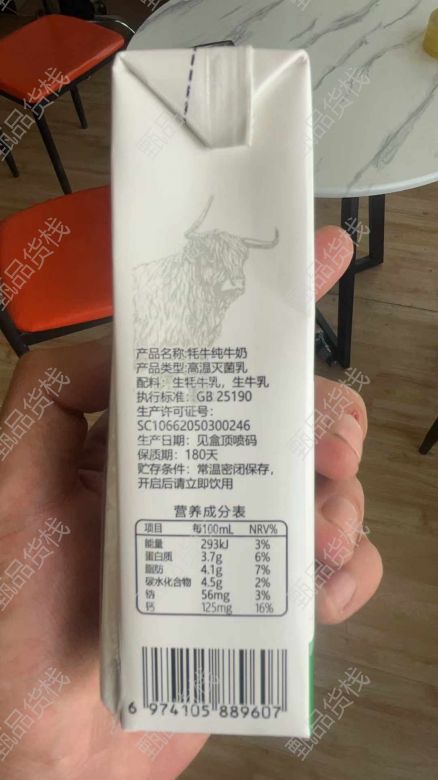 产品名称:牦牛纯牛奶
产品类型:高温灭菌乳
配料：生牦牛乳，生牛乳
执行标准：GB 25190
生产许可证号：
SC10662050300246
生产日期：见盒顶喷码
保质期：180天
贮存条件：常温密闭保存，
开启后请立即饮用
营养成分表
项目 每100mL NRV%
能量 293kJ 3%
蛋白质 3.7g 6%
脂肪 4.1g 7%
碳水化合物 4.5g 2%
钠 56mg 3%
钙 125mg 16%
6 974105 889607
甄品货栈